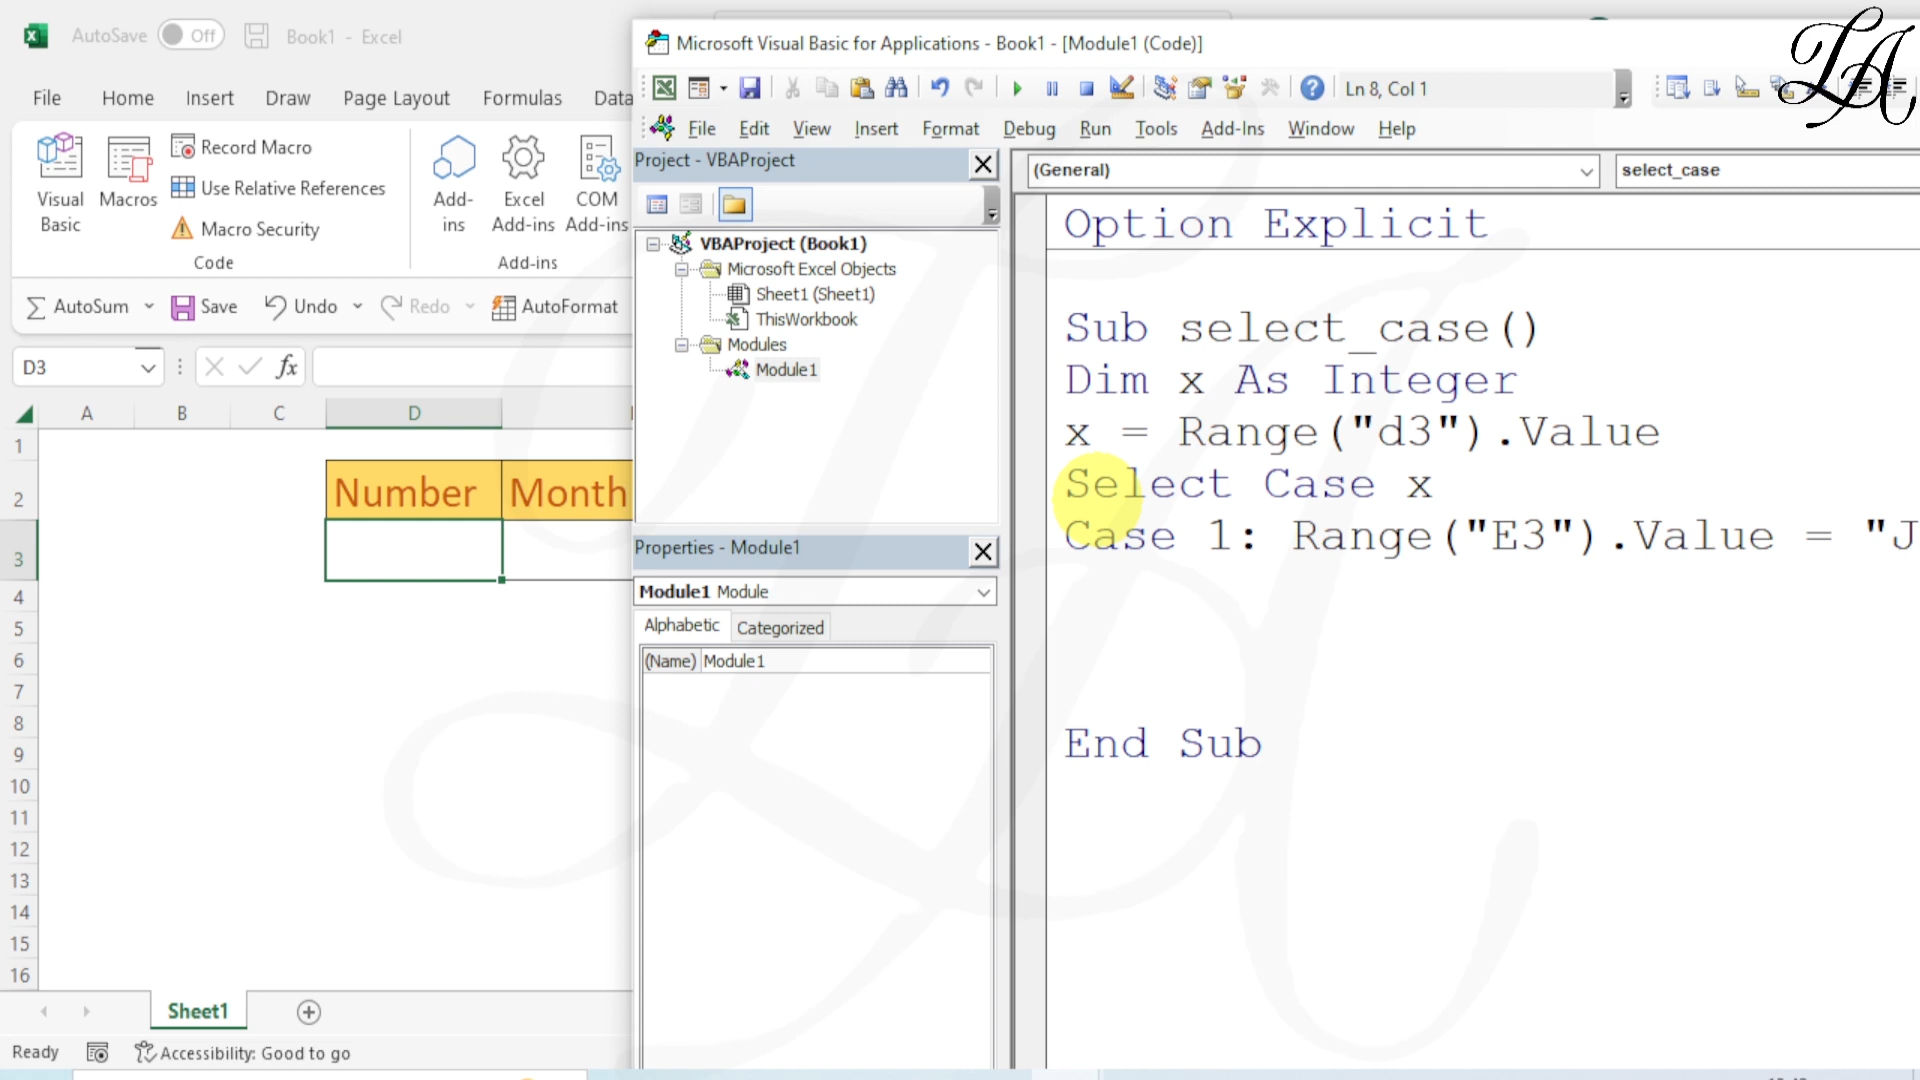 AutoSave Off Book1 - Excel
File Home Insert Draw Page Layout Formulas Data
Visual Basic
Macros
Record Macro
Use Relative References
Macro Security
Code
Add-ins
Excel Add-ins
COM Add-ins
Add-ins
AutoSum Save Undo Redo AutoFormat
D3 fx
A B C D
1
2 Number Month
3
4
5
6
7
8
9
10
11
12
13
14
15
16
Sheet1
Ready Accessibility: Good to go
Microsoft Visual Basic for Applications - Book1 - [Module1 (Code)]
Ln 8, Col 1
File Edit View Insert Format Debug Run Tools Add-Ins Window Help
Project - VBAProject
VBAProject (Book1)
Microsoft Excel Objects
Sheet1 (Sheet1)
ThisWorkbook
Modules
Module1
Properties - Module1
Module1 Module
Alphabetic Categorized
(Name) Module1
(General) select_case
Option Explicit
Sub select_case()
Dim x As Integer
x = Range("d3").Value
Select Case x
Case 1: Range("E3").Value = "J
End Sub
LA